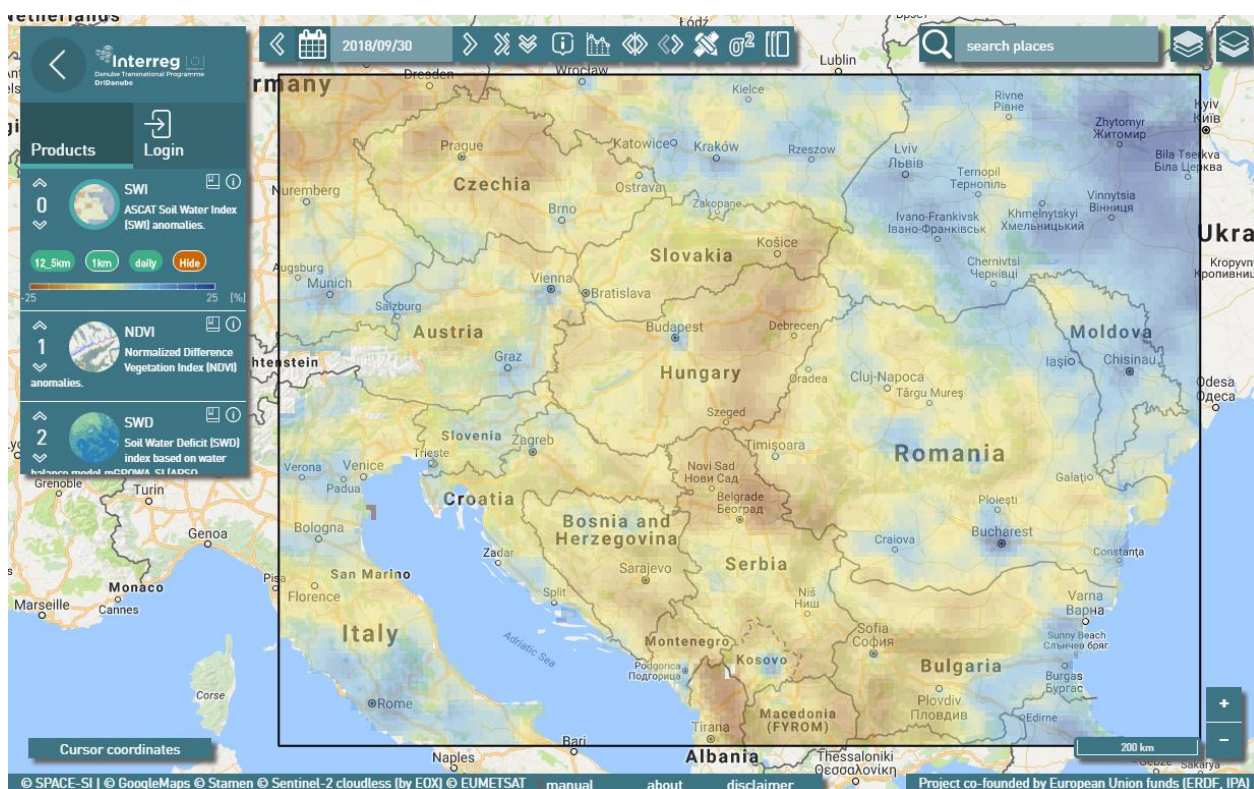 Netherlands
Łódź
2018/09/30
search places
Interreg
Danube Transnational Programme
DriDanube
Products
Login
0
SWI
ASCAT Soil Water Index
(SWI) anomalies.
12_5km
1km
daily
Hide
-25
25
[%]
1
NDVI
Normalized Difference
Vegetation Index (NDVI)
anomalies.
2
SWD
Soil Water Deficit (SWD)
index based on water
balance model mGROWA-SI (ARSO
rmany
Dresden
Wrocław
Lublin
Kielce
Rivne
Рівне
Kyiv
Київ
Zhytomyr
Житомир
Prague
Katowice
Kraków
Rzeszow
Lviv
Львів
Bila Tserkva
Біла Церква
Czechia
Ostrava
Ternopil
Тернопіль
Nuremberg
Brno
Zakopane
Ivano-Frankivsk
Івано-Франківськ
Khmelnytskyi
Хмельницький
Vinnytsia
Вінниця
Ukra
Slovakia
Košice
Chernivtsi
Чернівці
Kropyvn
Кропивниц
Augsburg
Munich
Vienna
Bratislava
Salzburg
Austria
Budapest
Debrecen
Moldova
Iași
Chisinau
chtenstein
Graz
Hungary
Oradea
Cluj-Napoca
Târgu Mureș
Odesa
Одеса
Szeged
Slovenia
Zagreb
Timișoara
Romania
Trieste
Verona
Venice
Padua
Novi Sad
Нови Сад
Galați
Grenoble
Turin
Croatia
Belgrade
Београд
Ploiești
Bologna
Bosnia and
Herzegovina
Bucharest
Genoa
Craiova
Constanța
Zadar
Sarajevo
Serbia
San Marino
Monaco
Pisa
Florence
Split
Niš
Ниш
Varna
Варна
Marseille
Cannes
Italy
Adriatic Sea
Montenegro
Sofia
София
Sunny Beach
Слънчев бряг
Kosovo
Bulgaria
Podgorica
Подгорица
Burgas
Бургас
Corse
Rome
Plovdiv
Пловдив
Macedonia
(FYROM)
Tirana
Edirne
+
−
Bari
Cursor coordinates
200 km
Naples
Albania
Thessaloniki
Θεσσαλονίκη
Gebze
Sakarya
© SPACE-SI | © GoogleMaps © Stamen © Sentinel-2 cloudless (by EOX) © EUMETSAT
manual
about
disclaimer
Project co-founded by European Union funds (ERDF, IPA)